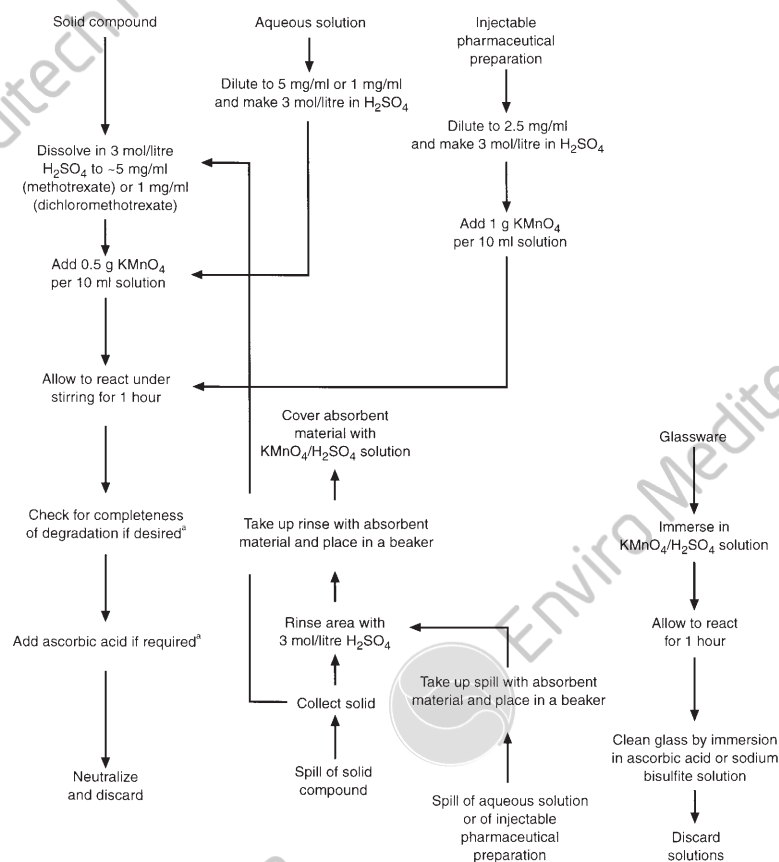 Solid compound
Dissolve in 3 mol/litre
H₂SO₄ to ~5 mg/ml
(methotrexate) or 1 mg/ml
(dichloromethotrexate)
Add 0.5 g KMnO₄
per 10 ml solution
Allow to react under
stirring for 1 hour
Check for completeness
of degradation if desiredᵃ
Add ascorbic acid if requiredᵃ
Neutralize
and discard
Aqueous solution
Dilute to 5 mg/ml or 1 mg/ml
and make 3 mol/litre in H₂SO₄
Injectable
pharmaceutical
preparation
Dilute to 2.5 mg/ml
and make 3 mol/litre in H₂SO₄
Add 1 g KMnO₄
per 10 ml solution
Cover absorbent
material with
KMnO₄/H₂SO₄ solution
Take up rinse with absorbent
material and place in a beaker
Rinse area with
3 mol/litre H₂SO₄
Collect solid
Spill of solid
compound
Take up spill with absorbent
material and place in a beaker
Spill of aqueous solution
or of injectable
pharmaceutical
preparation
Glassware
Immerse in
KMnO₄/H₂SO₄ solution
Allow to react
for 1 hour
Clean glass by immersion
in ascorbic acid or sodium
bisulfite solution
Discard
solutions
Enviro Medite
ditech